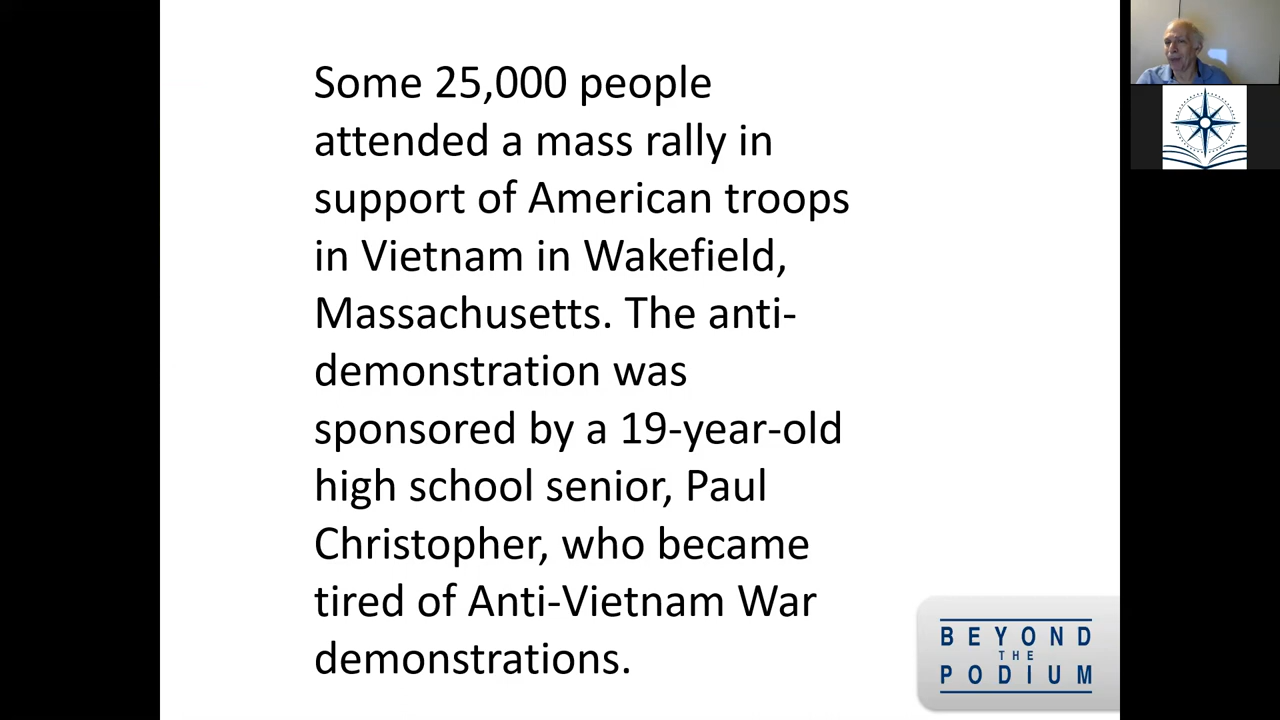 Some 25,000 people
attended a mass rally in
support of American troops
in Vietnam in Wakefield,
Massachusetts. The anti-
demonstration was
sponsored by a 19-year-old
high school senior, Paul
Christopher, who became
tired of Anti-Vietnam War
demonstrations.
BEYOND
THE
PODIUM